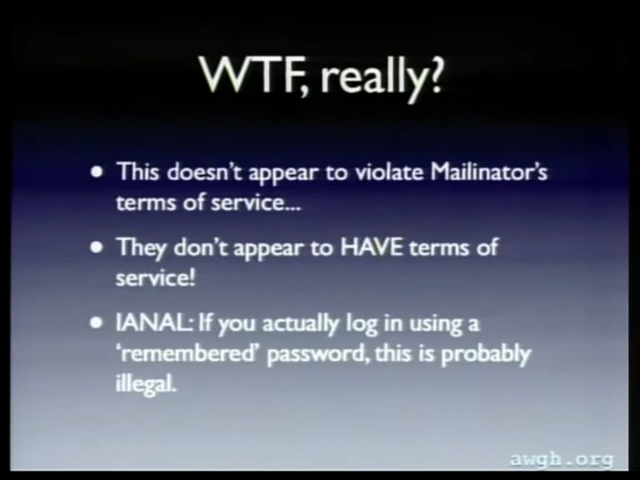 WTF, really?
• This doesn't appear to violate Mailinator's
terms of service...
• They don't appear to HAVE terms of
service!
• IANAL: If you actually log in using a
'remembered' password, this is probably
illegal.
awgh.org